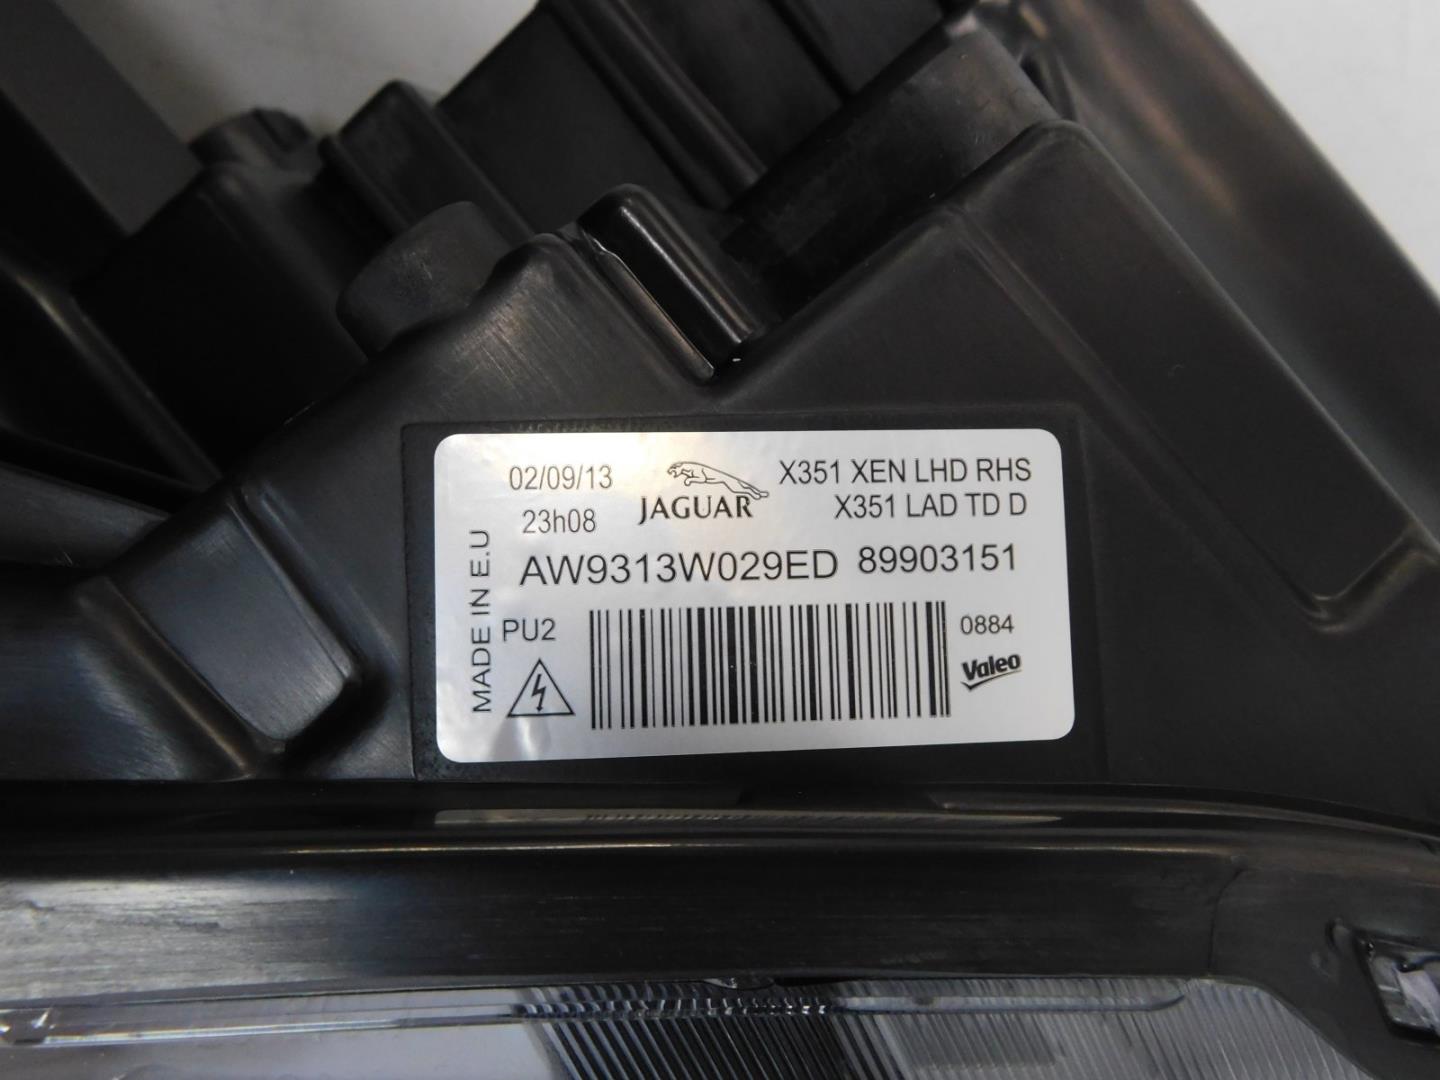 02/09/13
23h08
JAGUAR
X351 XEN LHD RHS
X351 LAD TD D
MADE IN E.U
AW9313W029ED 89903151
PU2
0884
Valeo